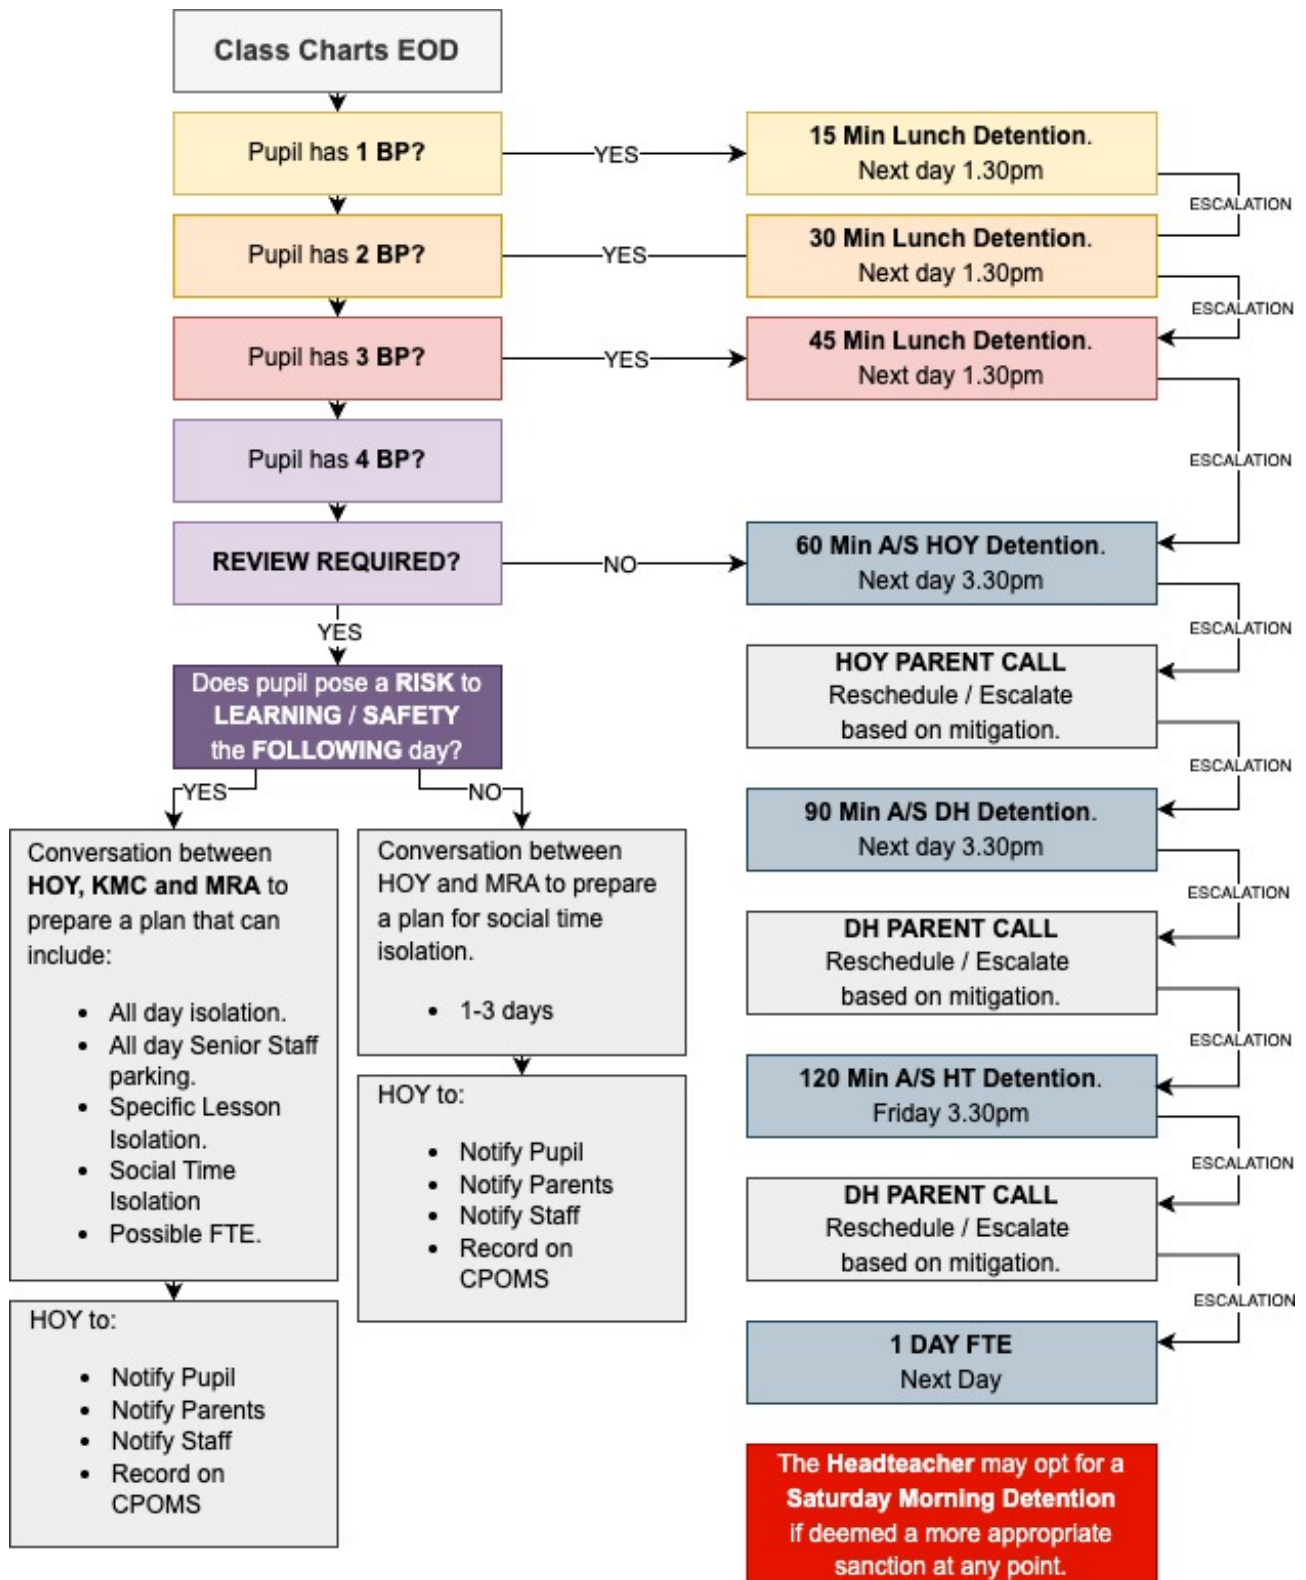 Class Charts EOD
Pupil has 1 BP?
YES
15 Min Lunch Detention.
Next day 1.30pm
ESCALATION
Pupil has 2 BP?
YES
30 Min Lunch Detention.
Next day 1.30pm
ESCALATION
Pupil has 3 BP?
YES
45 Min Lunch Detention.
Next day 1.30pm
ESCALATION
Pupil has 4 BP?
REVIEW REQUIRED?
NO
60 Min A/S HOY Detention.
Next day 3.30pm
ESCALATION
YES
Does pupil pose a RISK to
LEARNING / SAFETY
the FOLLOWING day?
YES
NO
Conversation between
HOY, KMC and MRA to
prepare a plan that can
include:
• All day isolation.
• All day Senior Staff
parking.
• Specific Lesson
Isolation.
• Social Time
Isolation
• Possible FTE.
HOY to:
• Notify Pupil
• Notify Parents
• Notify Staff
• Record on
CPOMS
Conversation between
HOY and MRA to prepare
a plan for social time
isolation.
• 1-3 days
HOY to:
• Notify Pupil
• Notify Parents
• Notify Staff
• Record on
CPOMS
HOY PARENT CALL
Reschedule / Escalate
based on mitigation.
ESCALATION
90 Min A/S DH Detention.
Next day 3.30pm
ESCALATION
DH PARENT CALL
Reschedule / Escalate
based on mitigation.
ESCALATION
120 Min A/S HT Detention.
Friday 3.30pm
ESCALATION
DH PARENT CALL
Reschedule / Escalate
based on mitigation.
ESCALATION
1 DAY FTE
Next Day
The Headteacher may opt for a
Saturday Morning Detention
if deemed a more appropriate
sanction at any point.